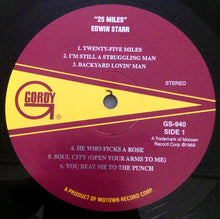 "25 MILES"
EDWIN STARR
1. TWENTY-FIVE MILES
2. I'M STILL A STRUGGLING MAN
3. BACKYARD LOVIN' MAN
STEREO
GORDY
GS-940
SIDE 1
A Trademark of Motown
Record Corp. ©1969
4. HE WHO PICKS A ROSE
5. SOUL CITY (OPEN YOUR ARMS TO ME)
6. YOU BEAT ME TO THE PUNCH
A PRODUCT OF MOTOWN RECORD CORP.